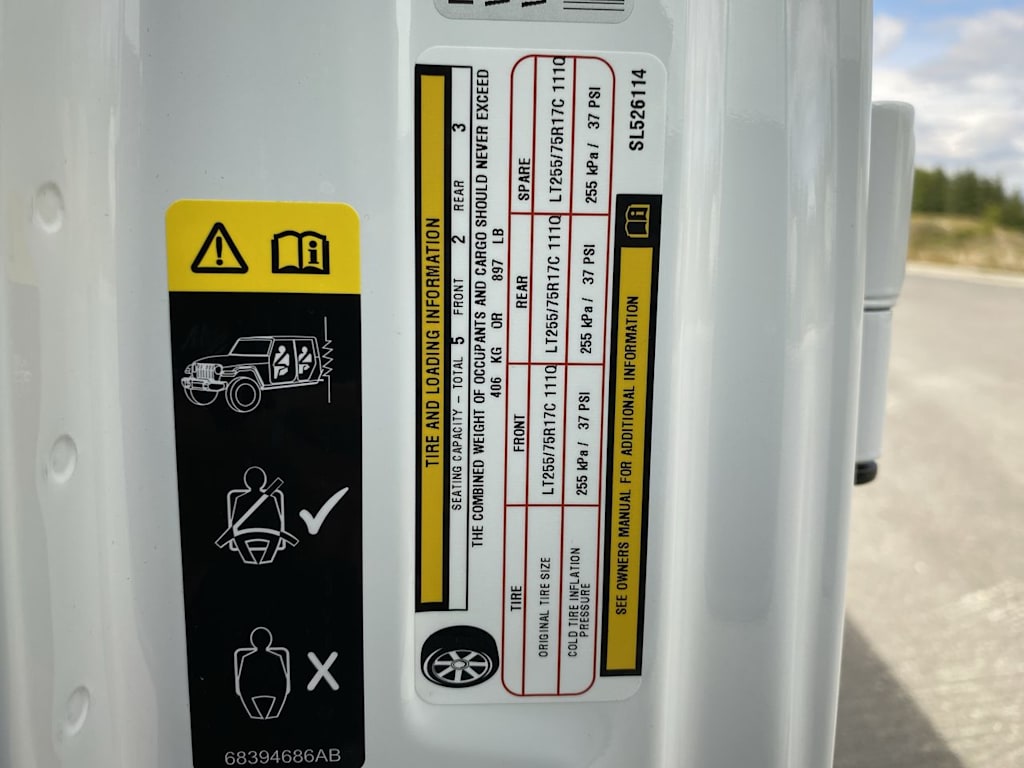 TIRE AND LOADING INFORMATION
SEATING CAPACITY – TOTAL 5 FRONT 2 REAR 3
THE COMBINED WEIGHT OF OCCUPANTS AND CARGO SHOULD NEVER EXCEED
406 KG OR 897 LB
TIRE FRONT REAR SPARE
ORIGINAL TIRE SIZE LT255/75R17C 111Q LT255/75R17C 111Q LT255/75R17C 111Q
COLD TIRE INFLATION
PRESSURE 255 kPa / 37 PSI 255 kPa / 37 PSI 255 kPa / 37 PSI
SEE OWNERS MANUAL FOR ADDITIONAL INFORMATION
SL526114
68394686AB